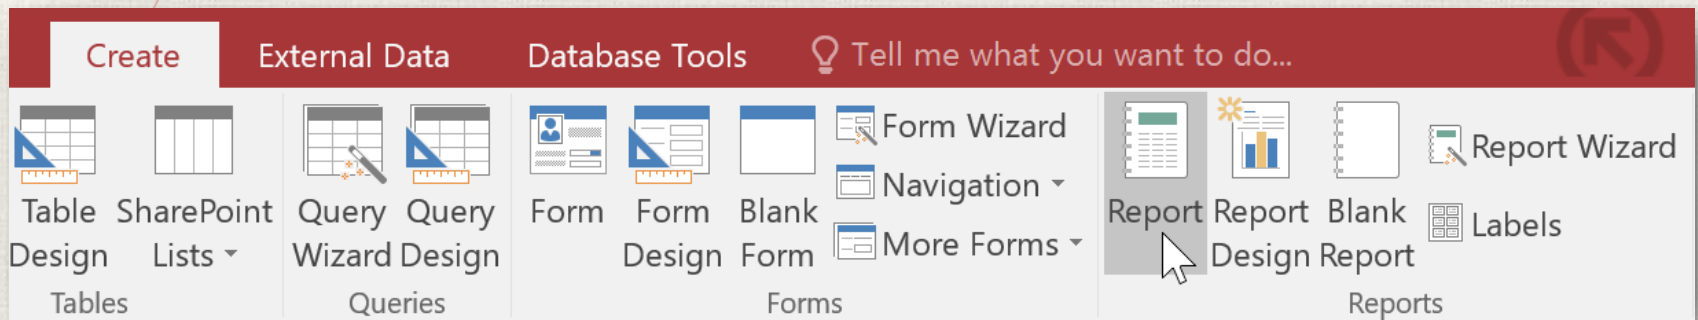 Create External Data Database Tools Tell me what you want to do...
Table Design
SharePoint Lists
Query Wizard
Query Design
Form
Form Design
Blank Form
Form Wizard
Navigation
More Forms
Report
Report Design
Blank Report
Report Wizard
Labels
Tables Queries Forms Reports